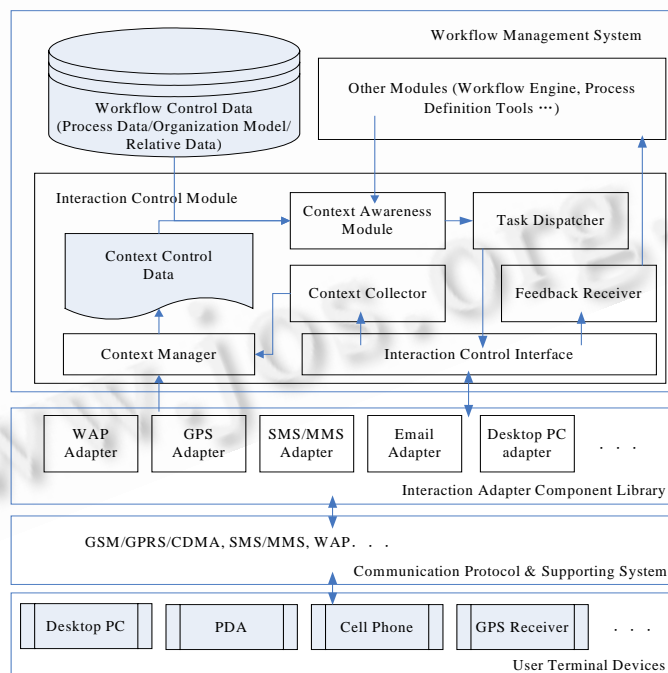 Workflow Management System
Workflow Control Data
(Process Data/Organization Model/
Relative Data)
Other Modules (Workflow Engine, Process
Definition Tools …)
Interaction Control Module
Context Awareness
Module
Task Dispatcher
Context Control
Data
Context Collector
Feedback Receiver
Context Manager
Interaction Control Interface
WAP
Adapter
GPS
Adapter
SMS/MMS
Adapter
Email
Adapter
Desktop PC
adapter
. . .
Interaction Adapter Component Library
GSM/GPRS/CDMA, SMS/MMS, WAP. . .
Communication Protocol & Supporting System
Desktop PC
PDA
Cell Phone
GPS Receiver
. . .
User Terminal Devices
www.jos.org.